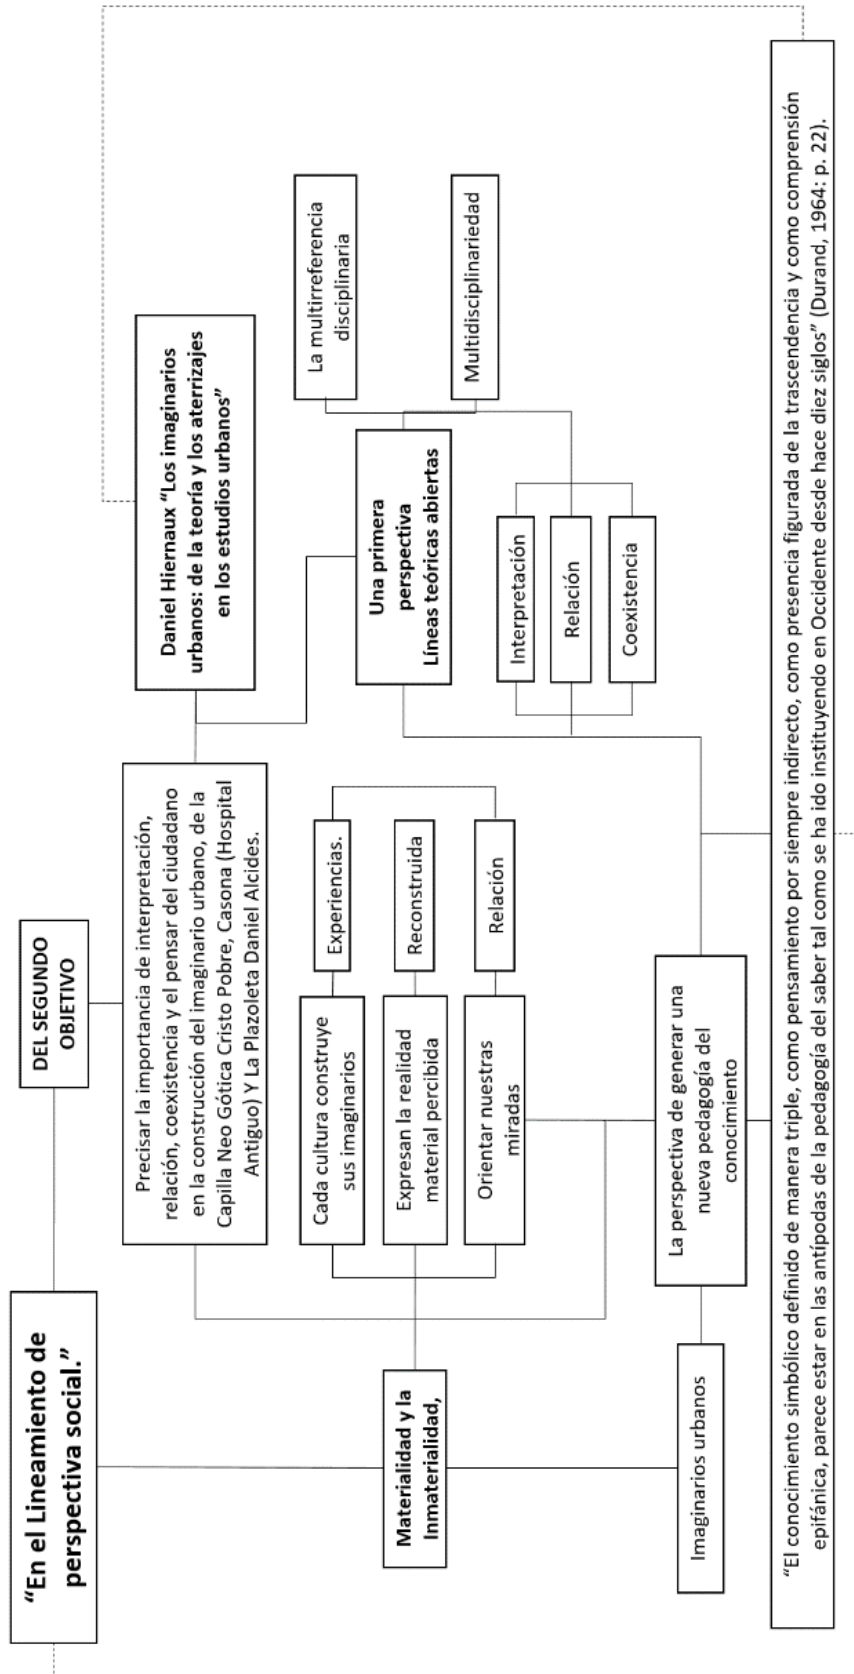 “En el Lineamiento de
perspectiva social.”
DEL SEGUNDO
OBJETIVO
Precisar la importancia de interpretación,
relación, coexistencia y el pensar del ciudadano
en la construcción del imaginario urbano, de la
Capilla Neo Gótica Cristo Pobre, Casona (Hospital
Antiguo) Y La Plazoleta Daniel Alcides.
Daniel Hiernaux “Los imaginarios
urbanos: de la teoría y los aterrizajes
en los estudios urbanos”
Materialidad y la
Inmaterialidad,
Cada cultura construye
sus imaginarios
Experiencias.
Expresan la realidad
material percibida
Reconstruida
Orientar nuestras
miradas
Relación
Una primera
perspectiva
Líneas teóricas abiertas
La multirreferencia
disciplinaria
Multidisciplinariedad
Interpretación
Relación
Coexistencia
Imaginarios urbanos
La perspectiva de generar una
nueva pedagogía del
conocimiento
“El conocimiento simbólico definido de manera triple, como pensamiento por siempre indirecto, como presencia figurada de la trascendencia y como comprensión
epifánica, parece estar en las antípodas de la pedagogía del saber tal como se ha ido instituyendo en Occidente desde hace diez siglos” (Durand, 1964: p. 22).